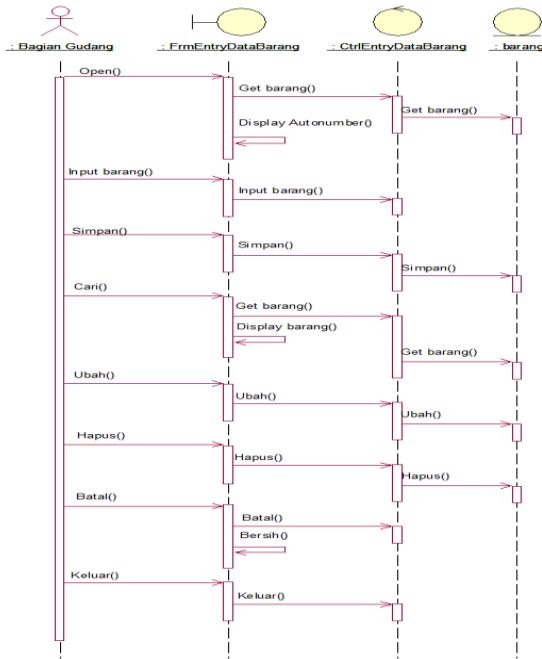 : Bagian Gudang : FrmEntryDataBarang : CtrlEntryDataBarang : barang
Open()
Get barang()
Get barang()
Display Autonumber()
Input barang()
Input barang()
Simpan()
Simpan()
Simpan()
Cari()
Get barang()
Display barang()
Get barang()
Ubah()
Ubah()
Ubah()
Hapus()
Hapus()
Hapus()
Batal()
Batal()
Bersih()
Keluar()
Keluar()